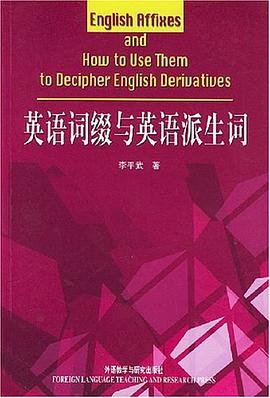 English Affixes
and
How to Use Them
to Decipher English Derivatives
英语词缀与英语派生词
李平武 著
外语教学与研究出版社
FOREIGN LANGUAGE TEACHING AND RESEARCH PRESS